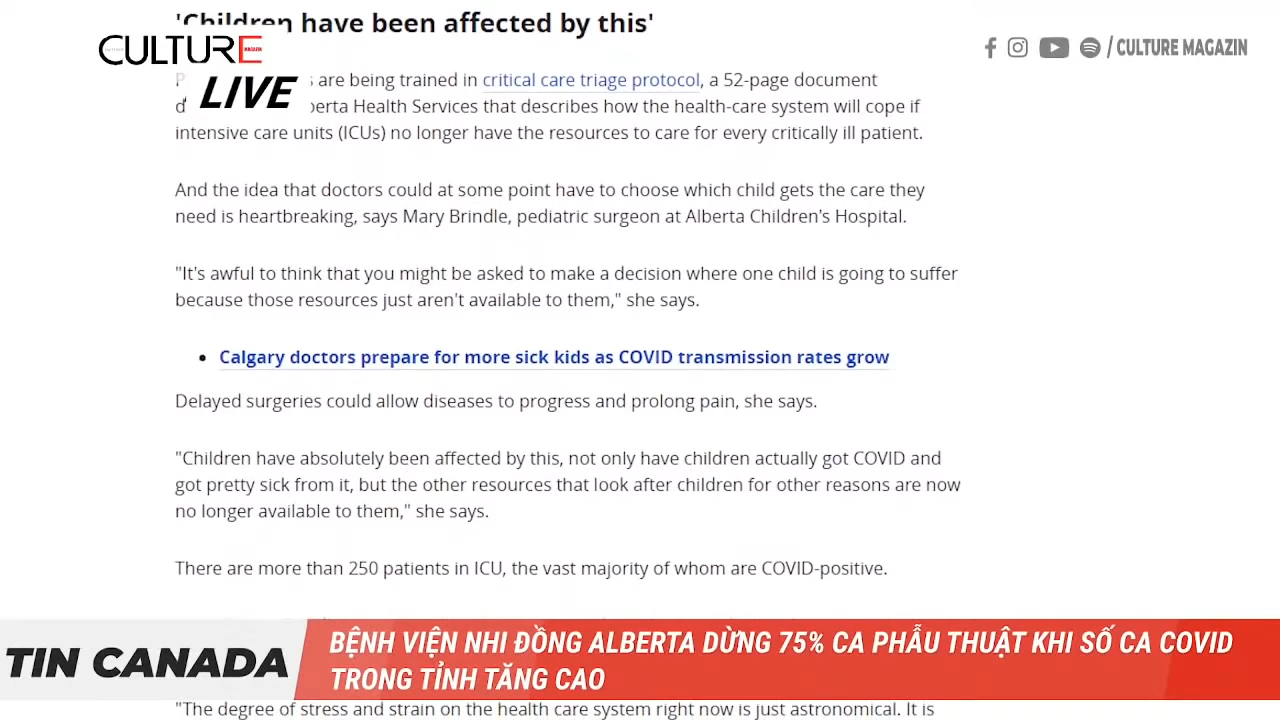 'Children have been affected by this'
CULTURE
MAGAZIN
/ CULTURE MAGAZIN
LIVE
are being trained in critical care triage protocol, a 52-page document
Health Services that describes how the health-care system will cope if
intensive care units (ICUs) no longer have the resources to care for every critically ill patient.
And the idea that doctors could at some point have to choose which child gets the care they
need is heartbreaking, says Mary Brindle, pediatric surgeon at Alberta Children's Hospital.
"It's awful to think that you might be asked to make a decision where one child is going to suffer
because those resources just aren't available to them," she says.
• Calgary doctors prepare for more sick kids as COVID transmission rates grow
Delayed surgeries could allow diseases to progress and prolong pain, she says.
"Children have absolutely been affected by this, not only have children actually got COVID and
got pretty sick from it, but the other resources that look after children for other reasons are now
no longer available to them," she says.
There are more than 250 patients in ICU, the vast majority of whom are COVID-positive.
TIN CANADA
BỆNH VIỆN NHI ĐỒNG ALBERTA DỪNG 75% CA PHẪU THUẬT KHI SỐ CA COVID
TRONG TỈNH TĂNG CAO
"The degree of stress and strain on the health care system right now is just astronomical. It is